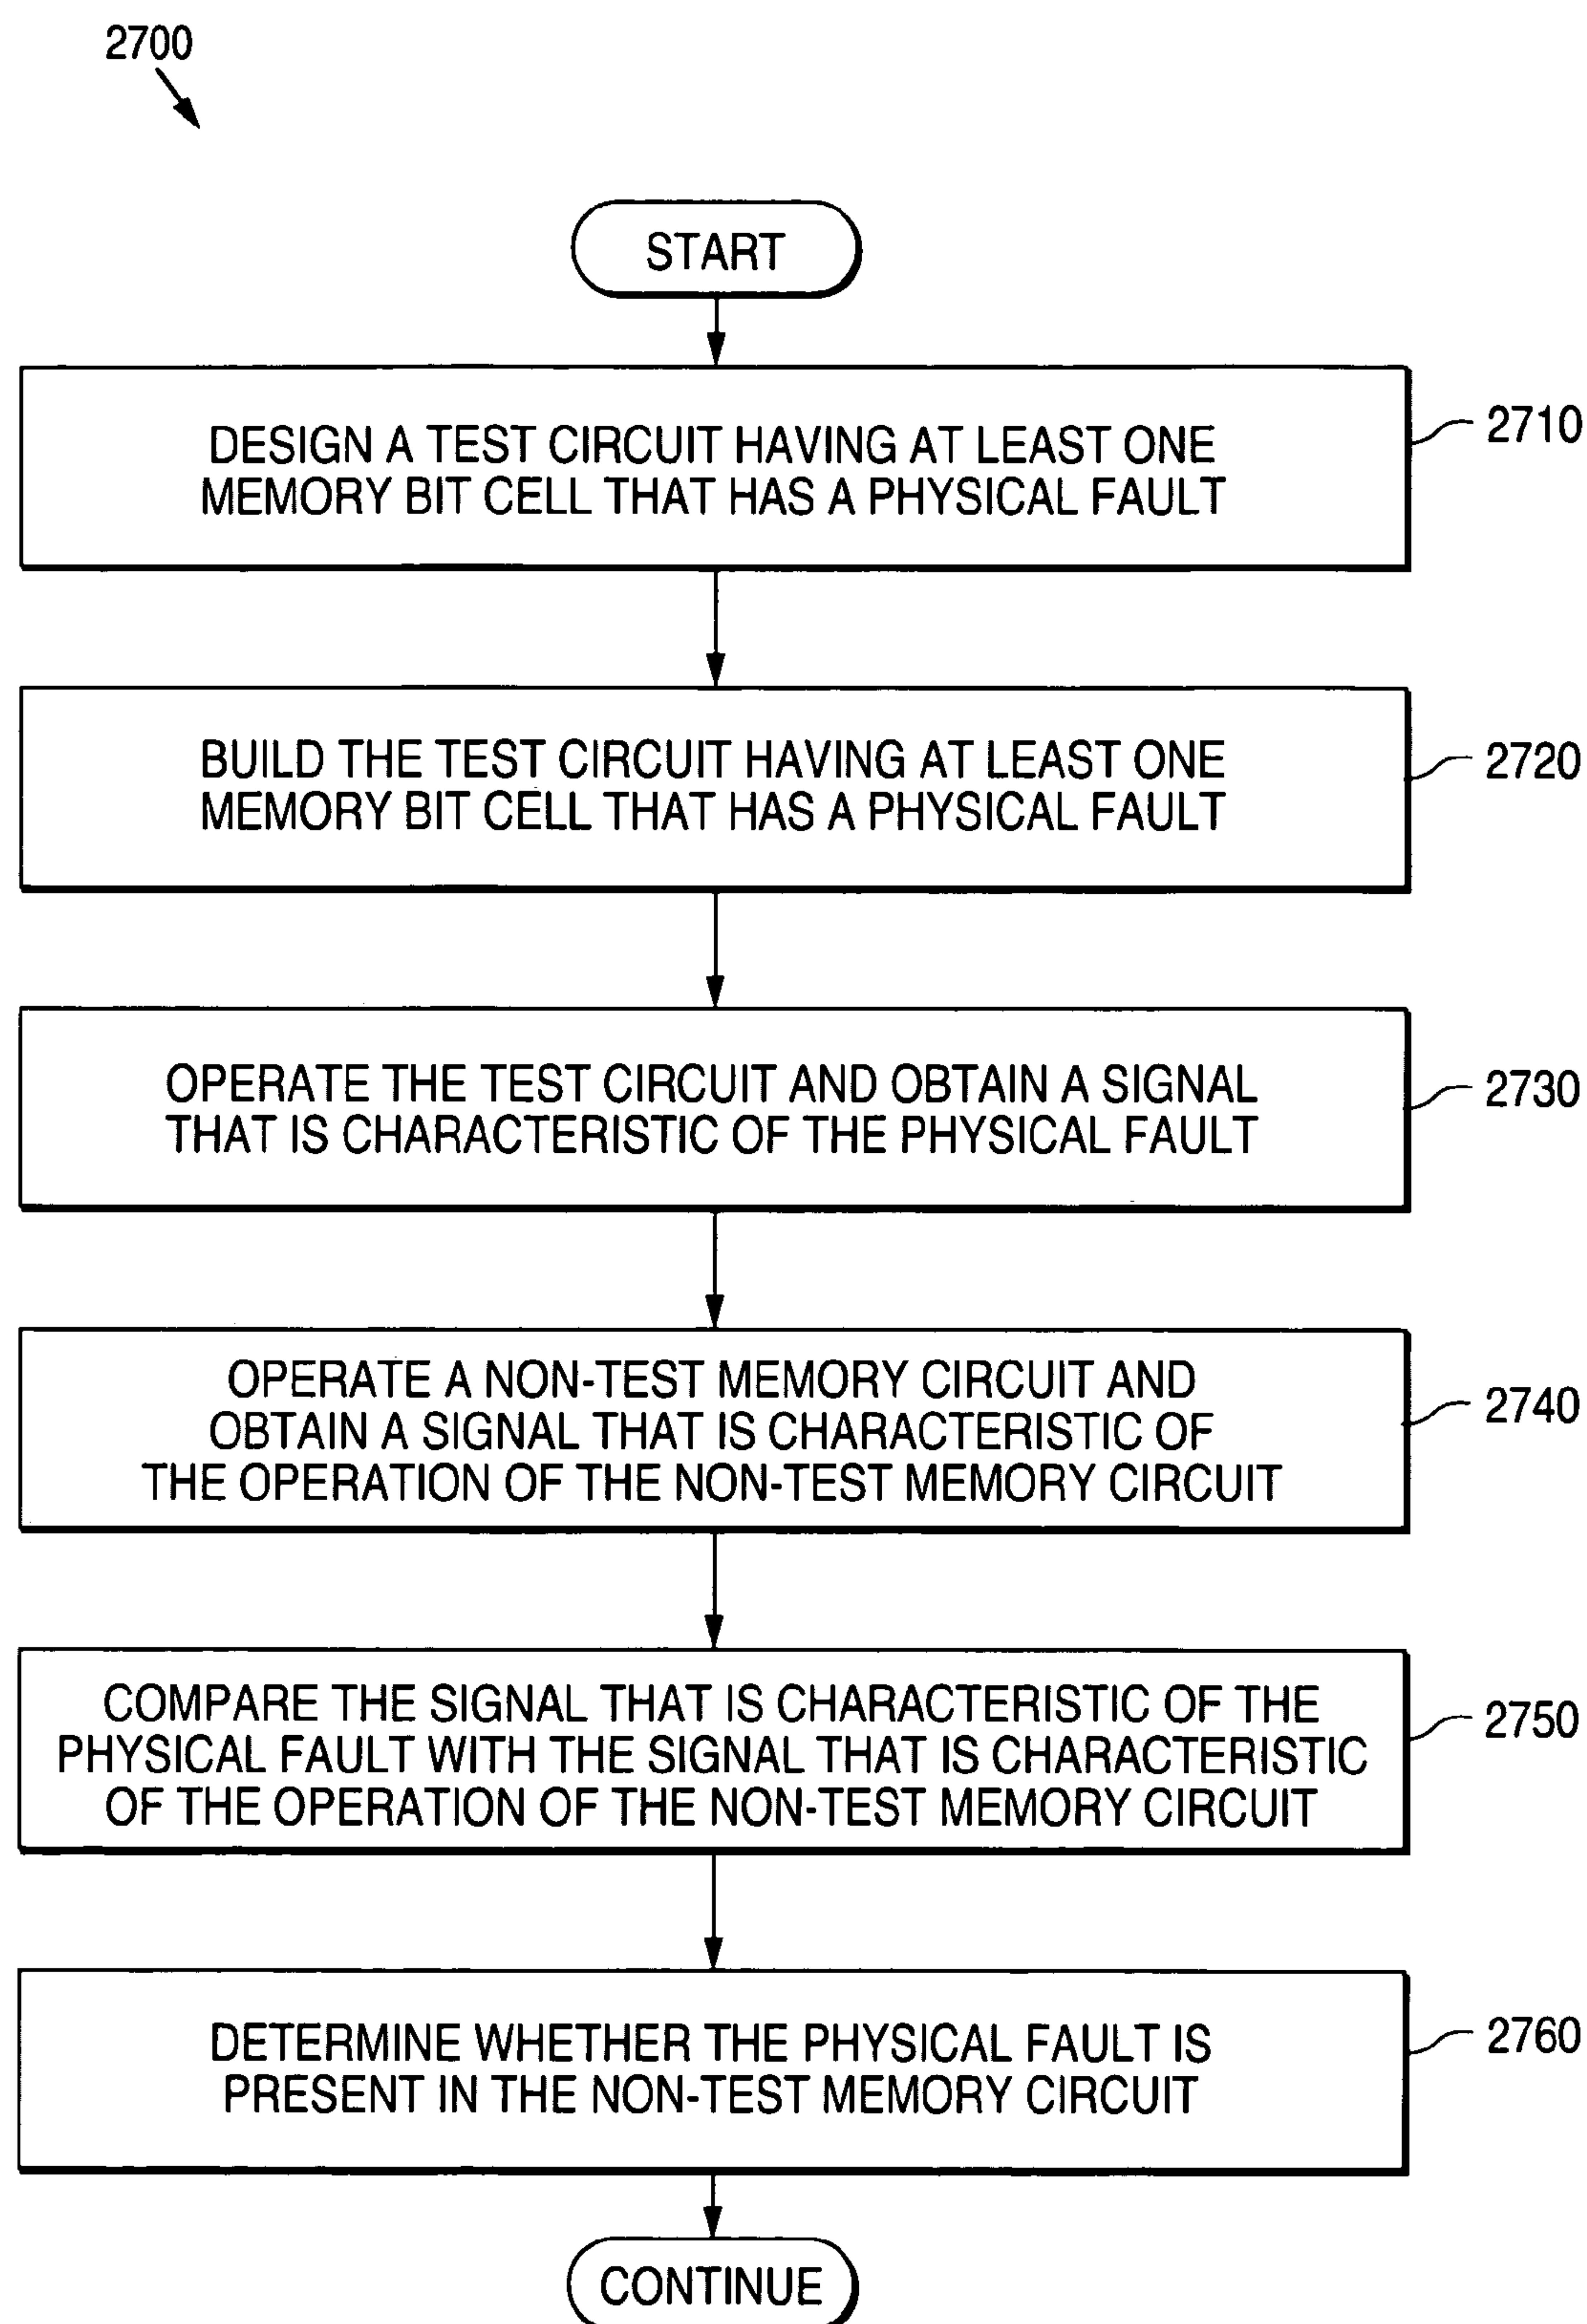 2700
START
DESIGN A TEST CIRCUIT HAVING AT LEAST ONE
MEMORY BIT CELL THAT HAS A PHYSICAL FAULT
2710
BUILD THE TEST CIRCUIT HAVING AT LEAST ONE
MEMORY BIT CELL THAT HAS A PHYSICAL FAULT
2720
OPERATE THE TEST CIRCUIT AND OBTAIN A SIGNAL
THAT IS CHARACTERISTIC OF THE PHYSICAL FAULT
2730
OPERATE A NON-TEST MEMORY CIRCUIT AND
OBTAIN A SIGNAL THAT IS CHARACTERISTIC OF
THE OPERATION OF THE NON-TEST MEMORY CIRCUIT
2740
COMPARE THE SIGNAL THAT IS CHARACTERISTIC OF THE
PHYSICAL FAULT WITH THE SIGNAL THAT IS CHARACTERISTIC
OF THE OPERATION OF THE NON-TEST MEMORY CIRCUIT
2750
DETERMINE WHETHER THE PHYSICAL FAULT IS
PRESENT IN THE NON-TEST MEMORY CIRCUIT
2760
CONTINUE